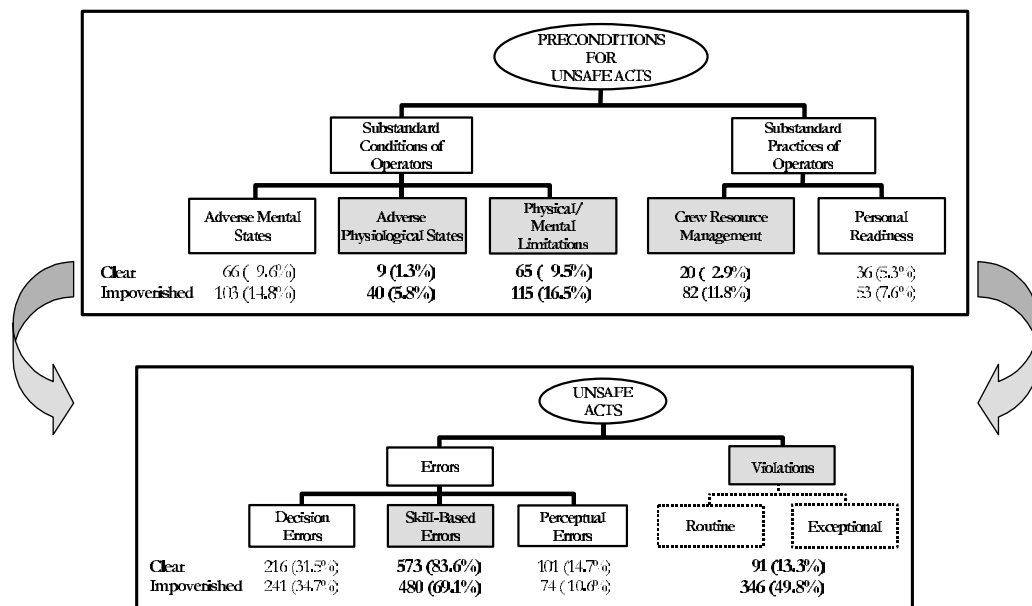 PRECONDITIONS
FOR
UNSAFE ACTS
Substandard
Conditions of
Operators
Substandard
Practices of
Operators
Adverse Mental
States
Adverse
Physiological States
Physical/
Mental
Limitations
Crew Resource
Management
Personal
Readiness
Clear 66 ( 9.6%) 9 (1.3%) 65 ( 9.5%) 20 ( 2.9%) 36 (5.3%)
Impoverished 103 (14.8%) 40 (5.8%) 115 (16.5%) 82 (11.8%) 53 (7.6%)
UNSAFE
ACTS
Errors
Violations
Decision
Errors
Skill-Based
Errors
Perceptual
Errors
Routine
Exceptional
Clear 216 (31.5%) 573 (83.6%) 101 (14.7%) 91 (13.3%)
Impoverished 241 (34.7%) 480 (69.1%) 74 (10.6%) 346 (49.8%)